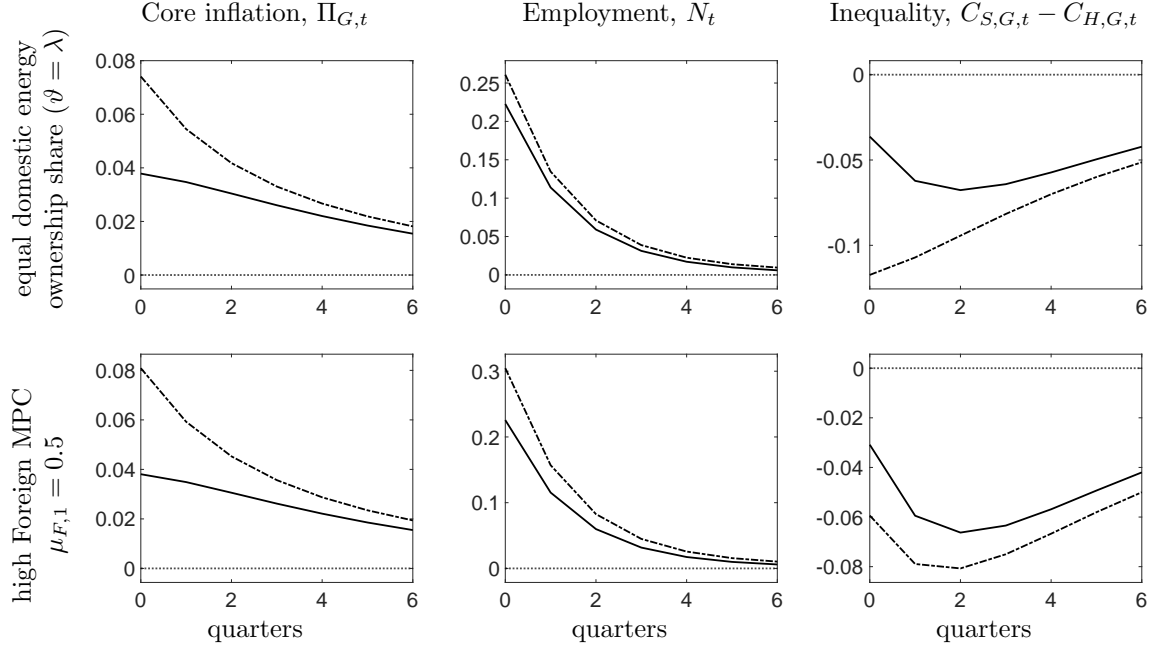 Core inflation, Π_{G,t}
Employment, N_t
Inequality, C_{S,G,t} − C_{H,G,t}
equal domestic energy
ownership share (ϑ = λ)
0.08
0.06
0.04
0.02
0
0 2 4 6
0.25
0.2
0.15
0.1
0.05
0
0 2 4 6
0
-0.05
-0.1
0 2 4 6
high Foreign MPC
μ_{F,1} = 0.5
0.08
0.06
0.04
0.02
0
0 2 4 6
quarters
0.3
0.2
0.1
0
0 2 4 6
quarters
0
-0.02
-0.04
-0.06
-0.08
0 2 4 6
quarters